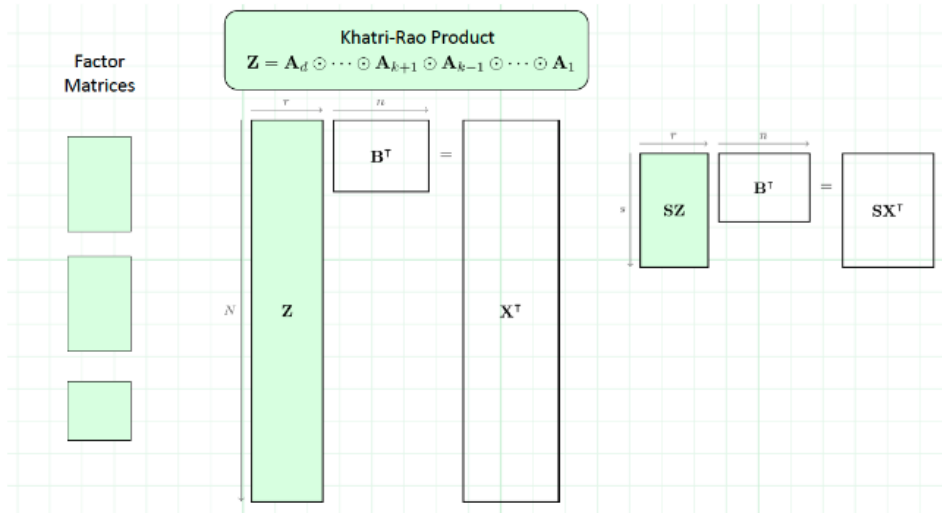 Khatri-Rao Product
Z = A_d ⊙ ⋯ ⊙ A_{k+1} ⊙ A_{k−1} ⊙ ⋯ ⊙ A_1
Factor
Matrices
r
n
B^⊤
=
N
Z
X^⊤
r
n
s
SZ
B^⊤
=
SX^⊤